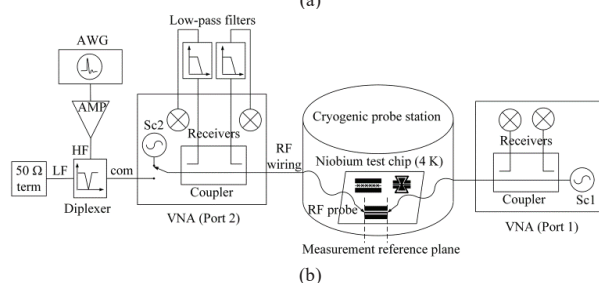 (a)
Low-pass filters
AWG
AMP
Sc2
HF
Receivers
RF
wiring
50 Ω
term
LF
com
Diplexer
Coupler
VNA (Port 2)
Cryogenic probe station
Niobium test chip (4 K)
RF probe
Measurement reference plane
Receivers
Coupler
Sc1
VNA (Port 1)
(b)